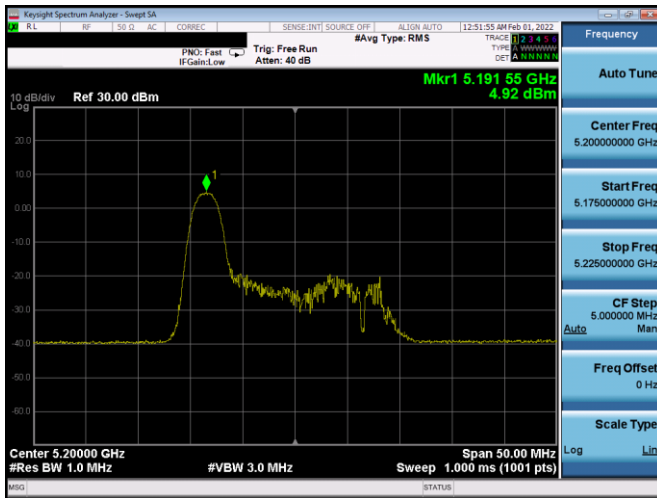 Keysight Spectrum Analyzer - Swept SA
RL RF 50 Ω AC CORREC SENSE:INT SOURCE OFF ALIGN AUTO 12:51:55 AM Feb 01, 2022
#Avg Type: RMS
TRACE 1 2 3 4 5 6
PNO: Fast Trig: Free Run
TYPE A WWWWW
IFGain:Low Atten: 40 dB
DET A N N N N N
Mkr1 5.191 55 GHz
4.92 dBm
10 dB/div Ref 30.00 dBm
Log
20.0
10.0
0.00
-10.0
-20.0
-30.0
-40.0
-50.0
-60.0
1
Center 5.20000 GHz Span 50.00 MHz
#Res BW 1.0 MHz #VBW 3.0 MHz Sweep 1.000 ms (1001 pts)
MSG STATUS
Frequency
Auto Tune
Center Freq
5.200000000 GHz
Start Freq
5.175000000 GHz
Stop Freq
5.225000000 GHz
CF Step
5.000000 MHz
Auto Man
Freq Offset
0 Hz
Scale Type
Log Lin